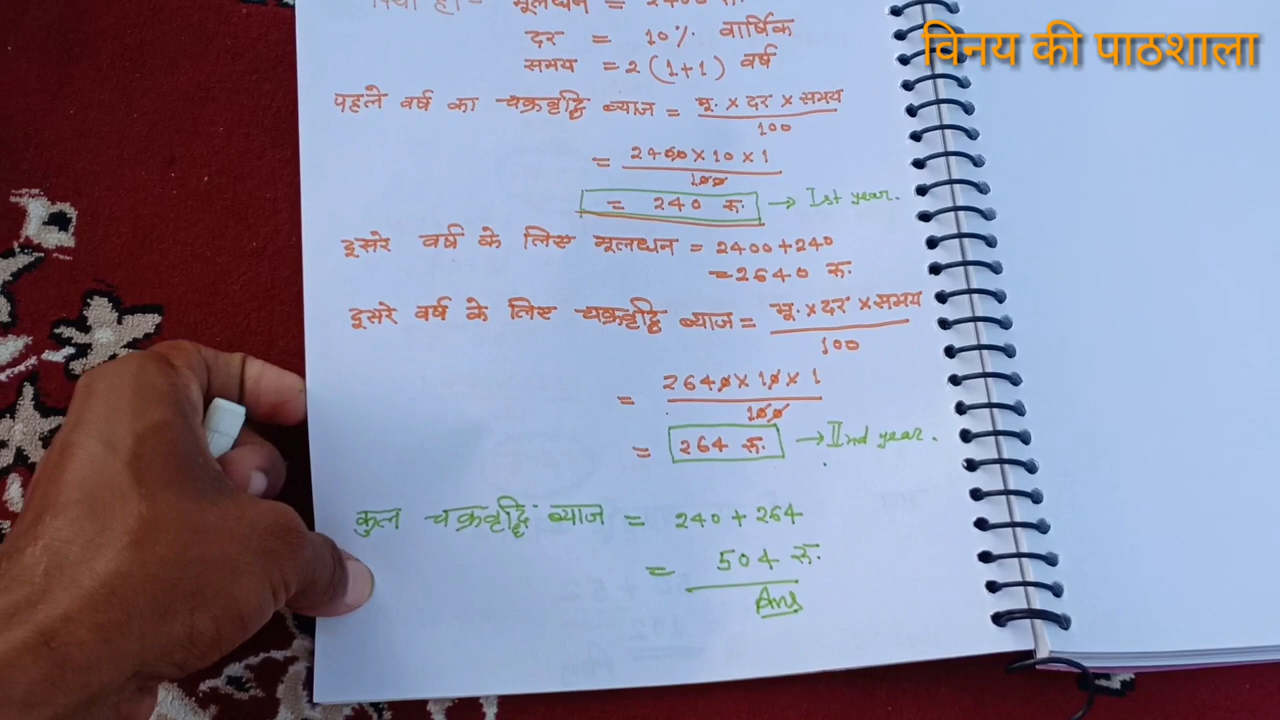 विनय की पाठशाला
मूलधन = 2400 रु.
दर = 10% वार्षिक
समय = 2 (1+1) वर्ष
पहले वर्ष का चक्रवृद्धि ब्याज = मू. × दर × समय
100
= 2400 × 10 × 1
100
= 240 रु. → Ist year.
दूसरे वर्ष के लिए मूलधन = 2400 + 240
= 2640 रु.
दूसरे वर्ष के लिए चक्रवृद्धि ब्याज = मू. × दर × समय
100
= 2640 × 10 × 1
100
= 264 रु. → IInd year.
कुल चक्रवृद्धि ब्याज = 240 + 264
= 504 रु.
Ans